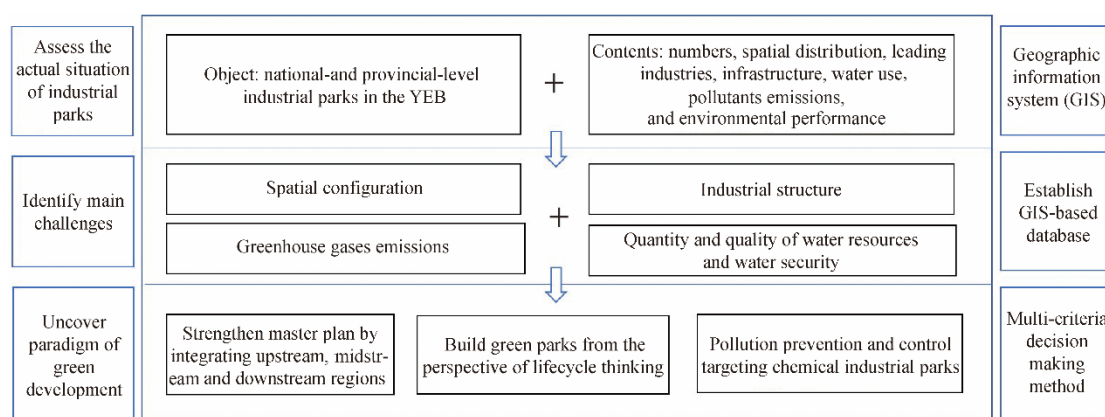 Assess the
actual situation
of industrial
parks
Object: national-and provincial-level
industrial parks in the YEB
+
Contents: numbers, spatial distribution, leading
industries, infrastructure, water use,
pollutants emissions,
and environmental performance
Geographic
information
system (GIS)
Identify main
challenges
Spatial configuration
Greenhouse gases emissions
+
Industrial structure
Quantity and quality of water resources
and water security
Establish
GIS-based
database
Uncover
paradigm of
green
development
Strengthen master plan by
integrating upstream, midstr-
eam and downstream regions
Build green parks from the
perspective of lifecycle thinking
Pollution prevention and control
targeting chemical industrial parks
Multi-criteria
decision
making
method